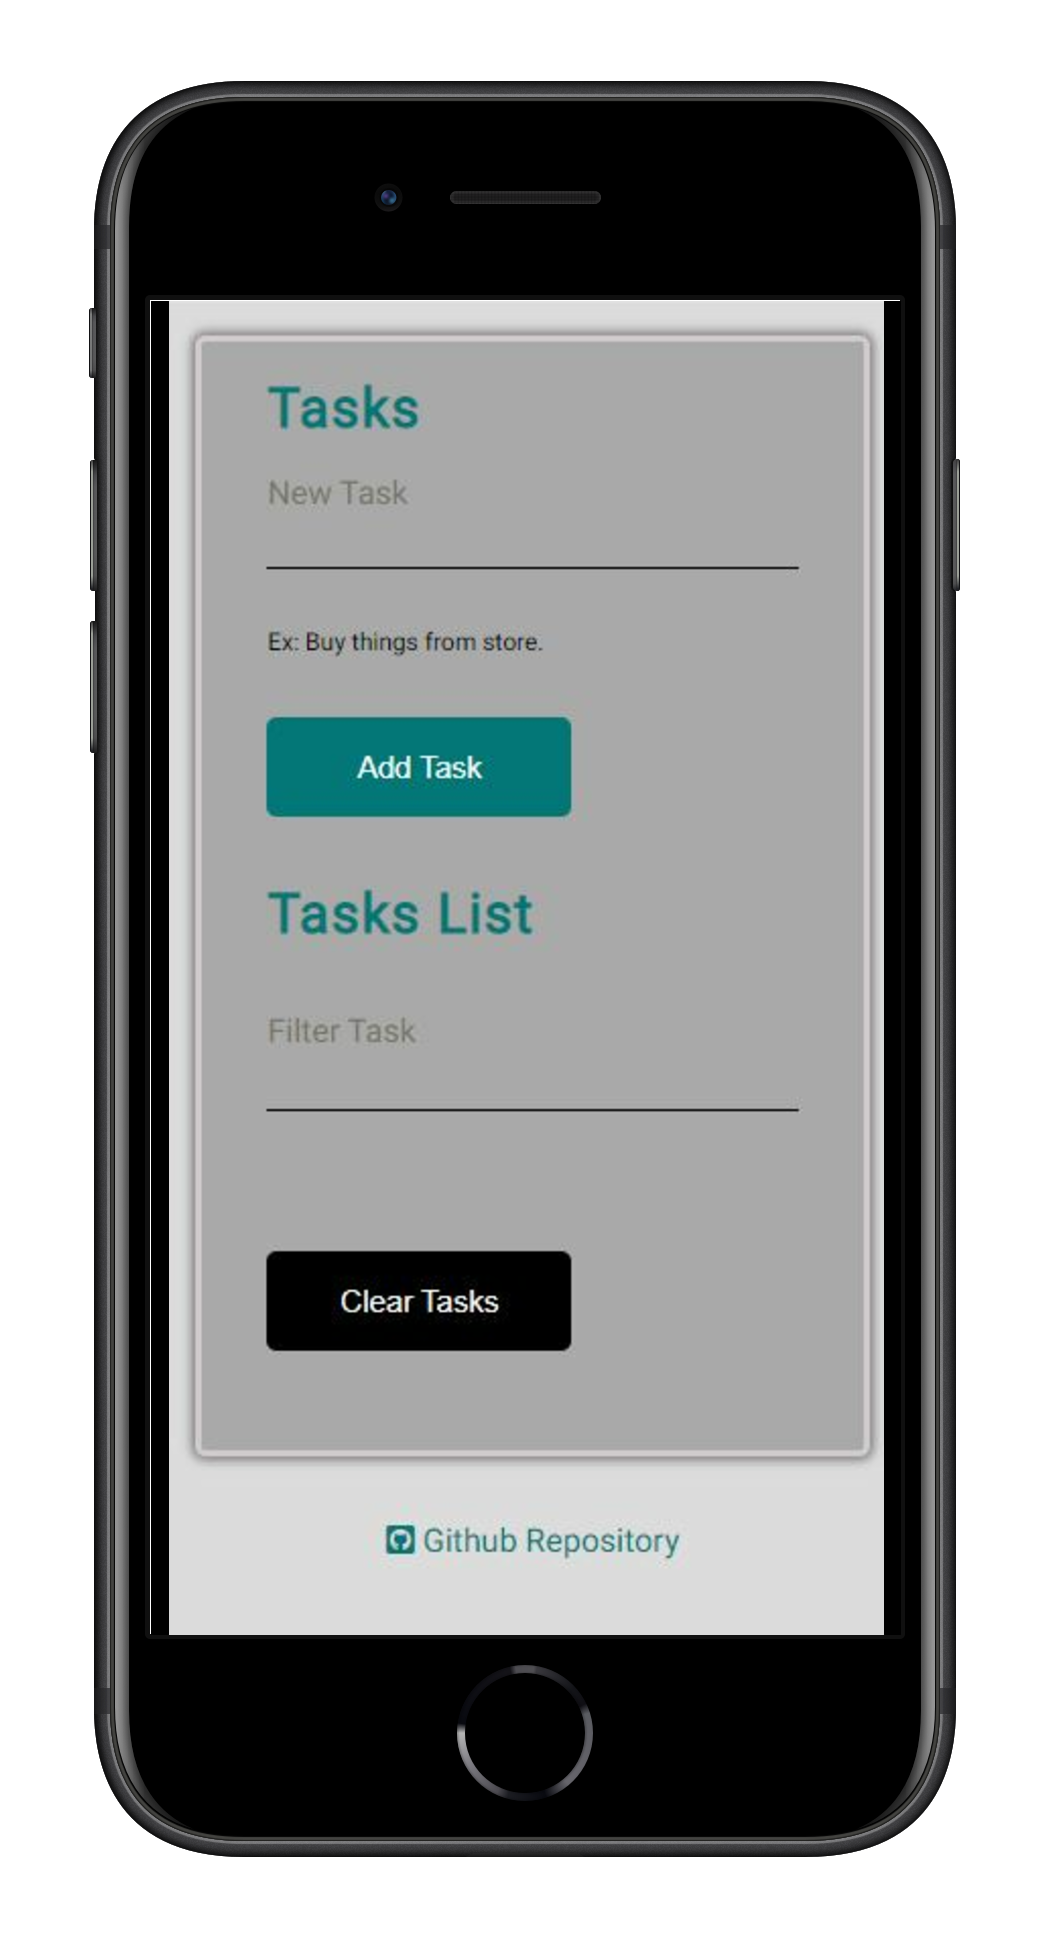 Tasks
New Task
Ex: Buy things from store.
Add Task
Tasks List
Filter Task
Clear Tasks
Github Repository